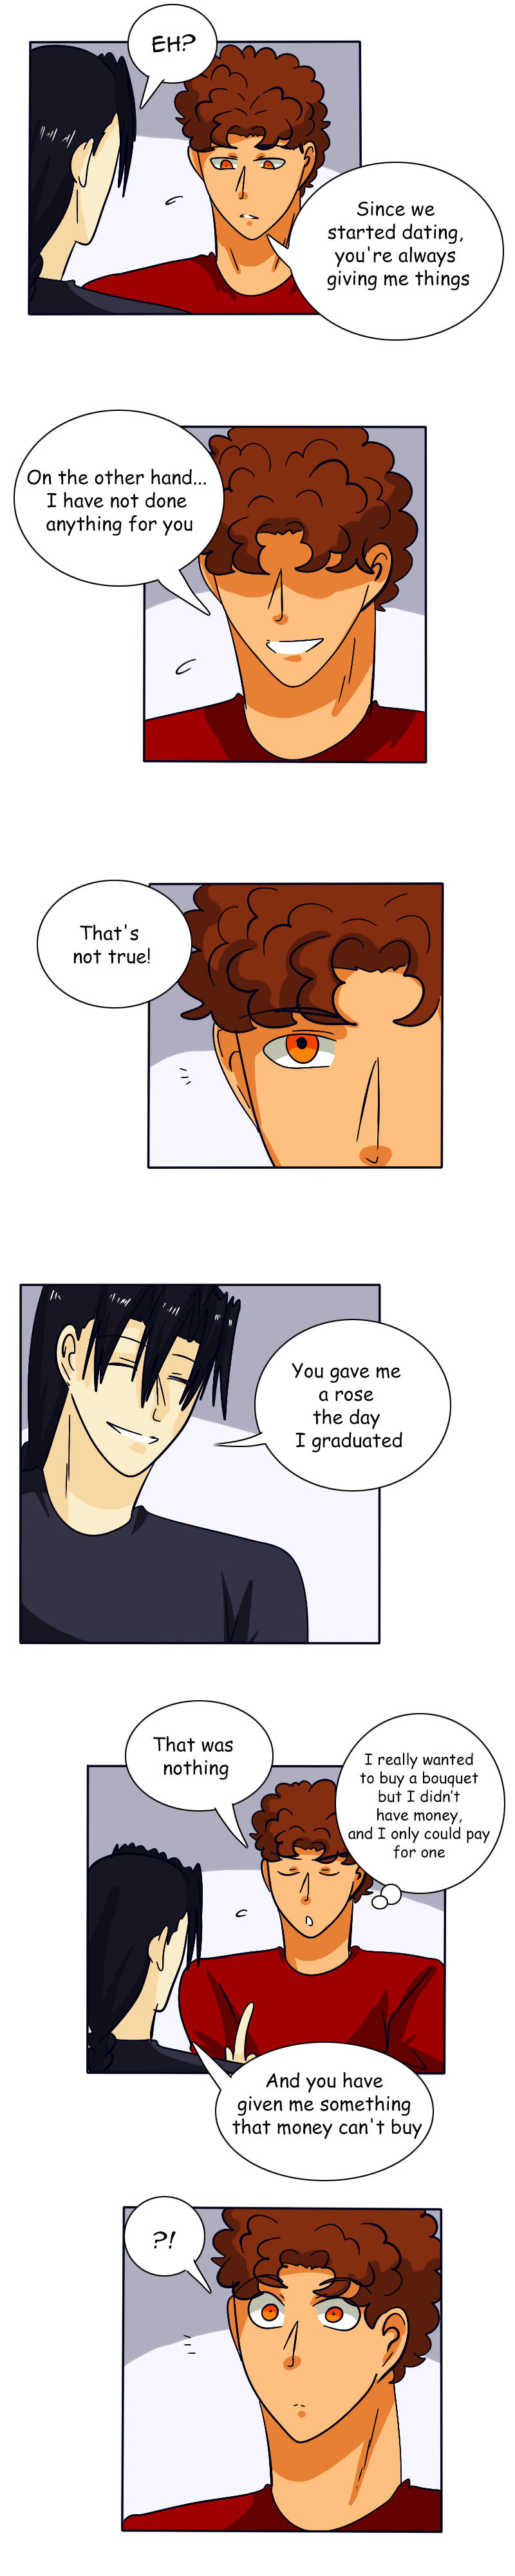 EH?
Since we
started dating,
you're always
giving me things
On the other hand...
I have not done
anything for you
That's
not true!
You gave me
a rose
the day
I graduated
That was
nothing
I really wanted
to buy a bouquet
but I didn't
have money,
and I only could pay
for one
And you have
given me something
that money can't buy
?!